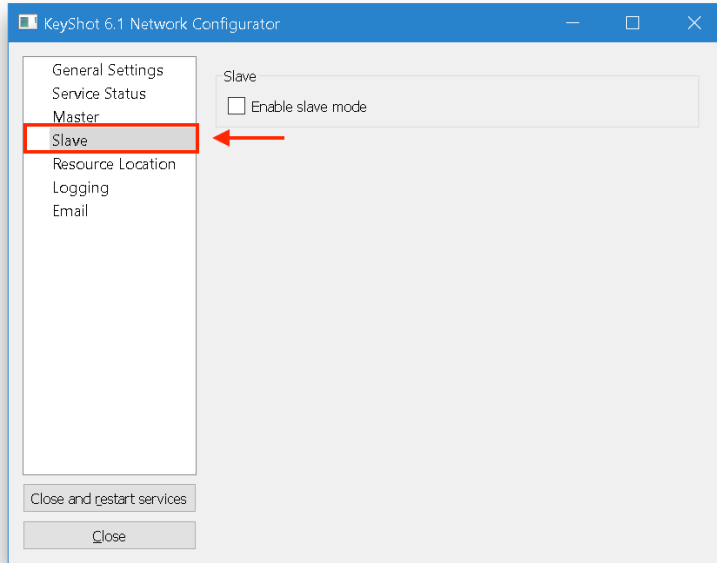 KeyShot 6.1 Network Configurator
General Settings
Service Status
Master
Slave
Resource Location
Logging
Email
Slave
Enable slave mode
Close and restart services
Close